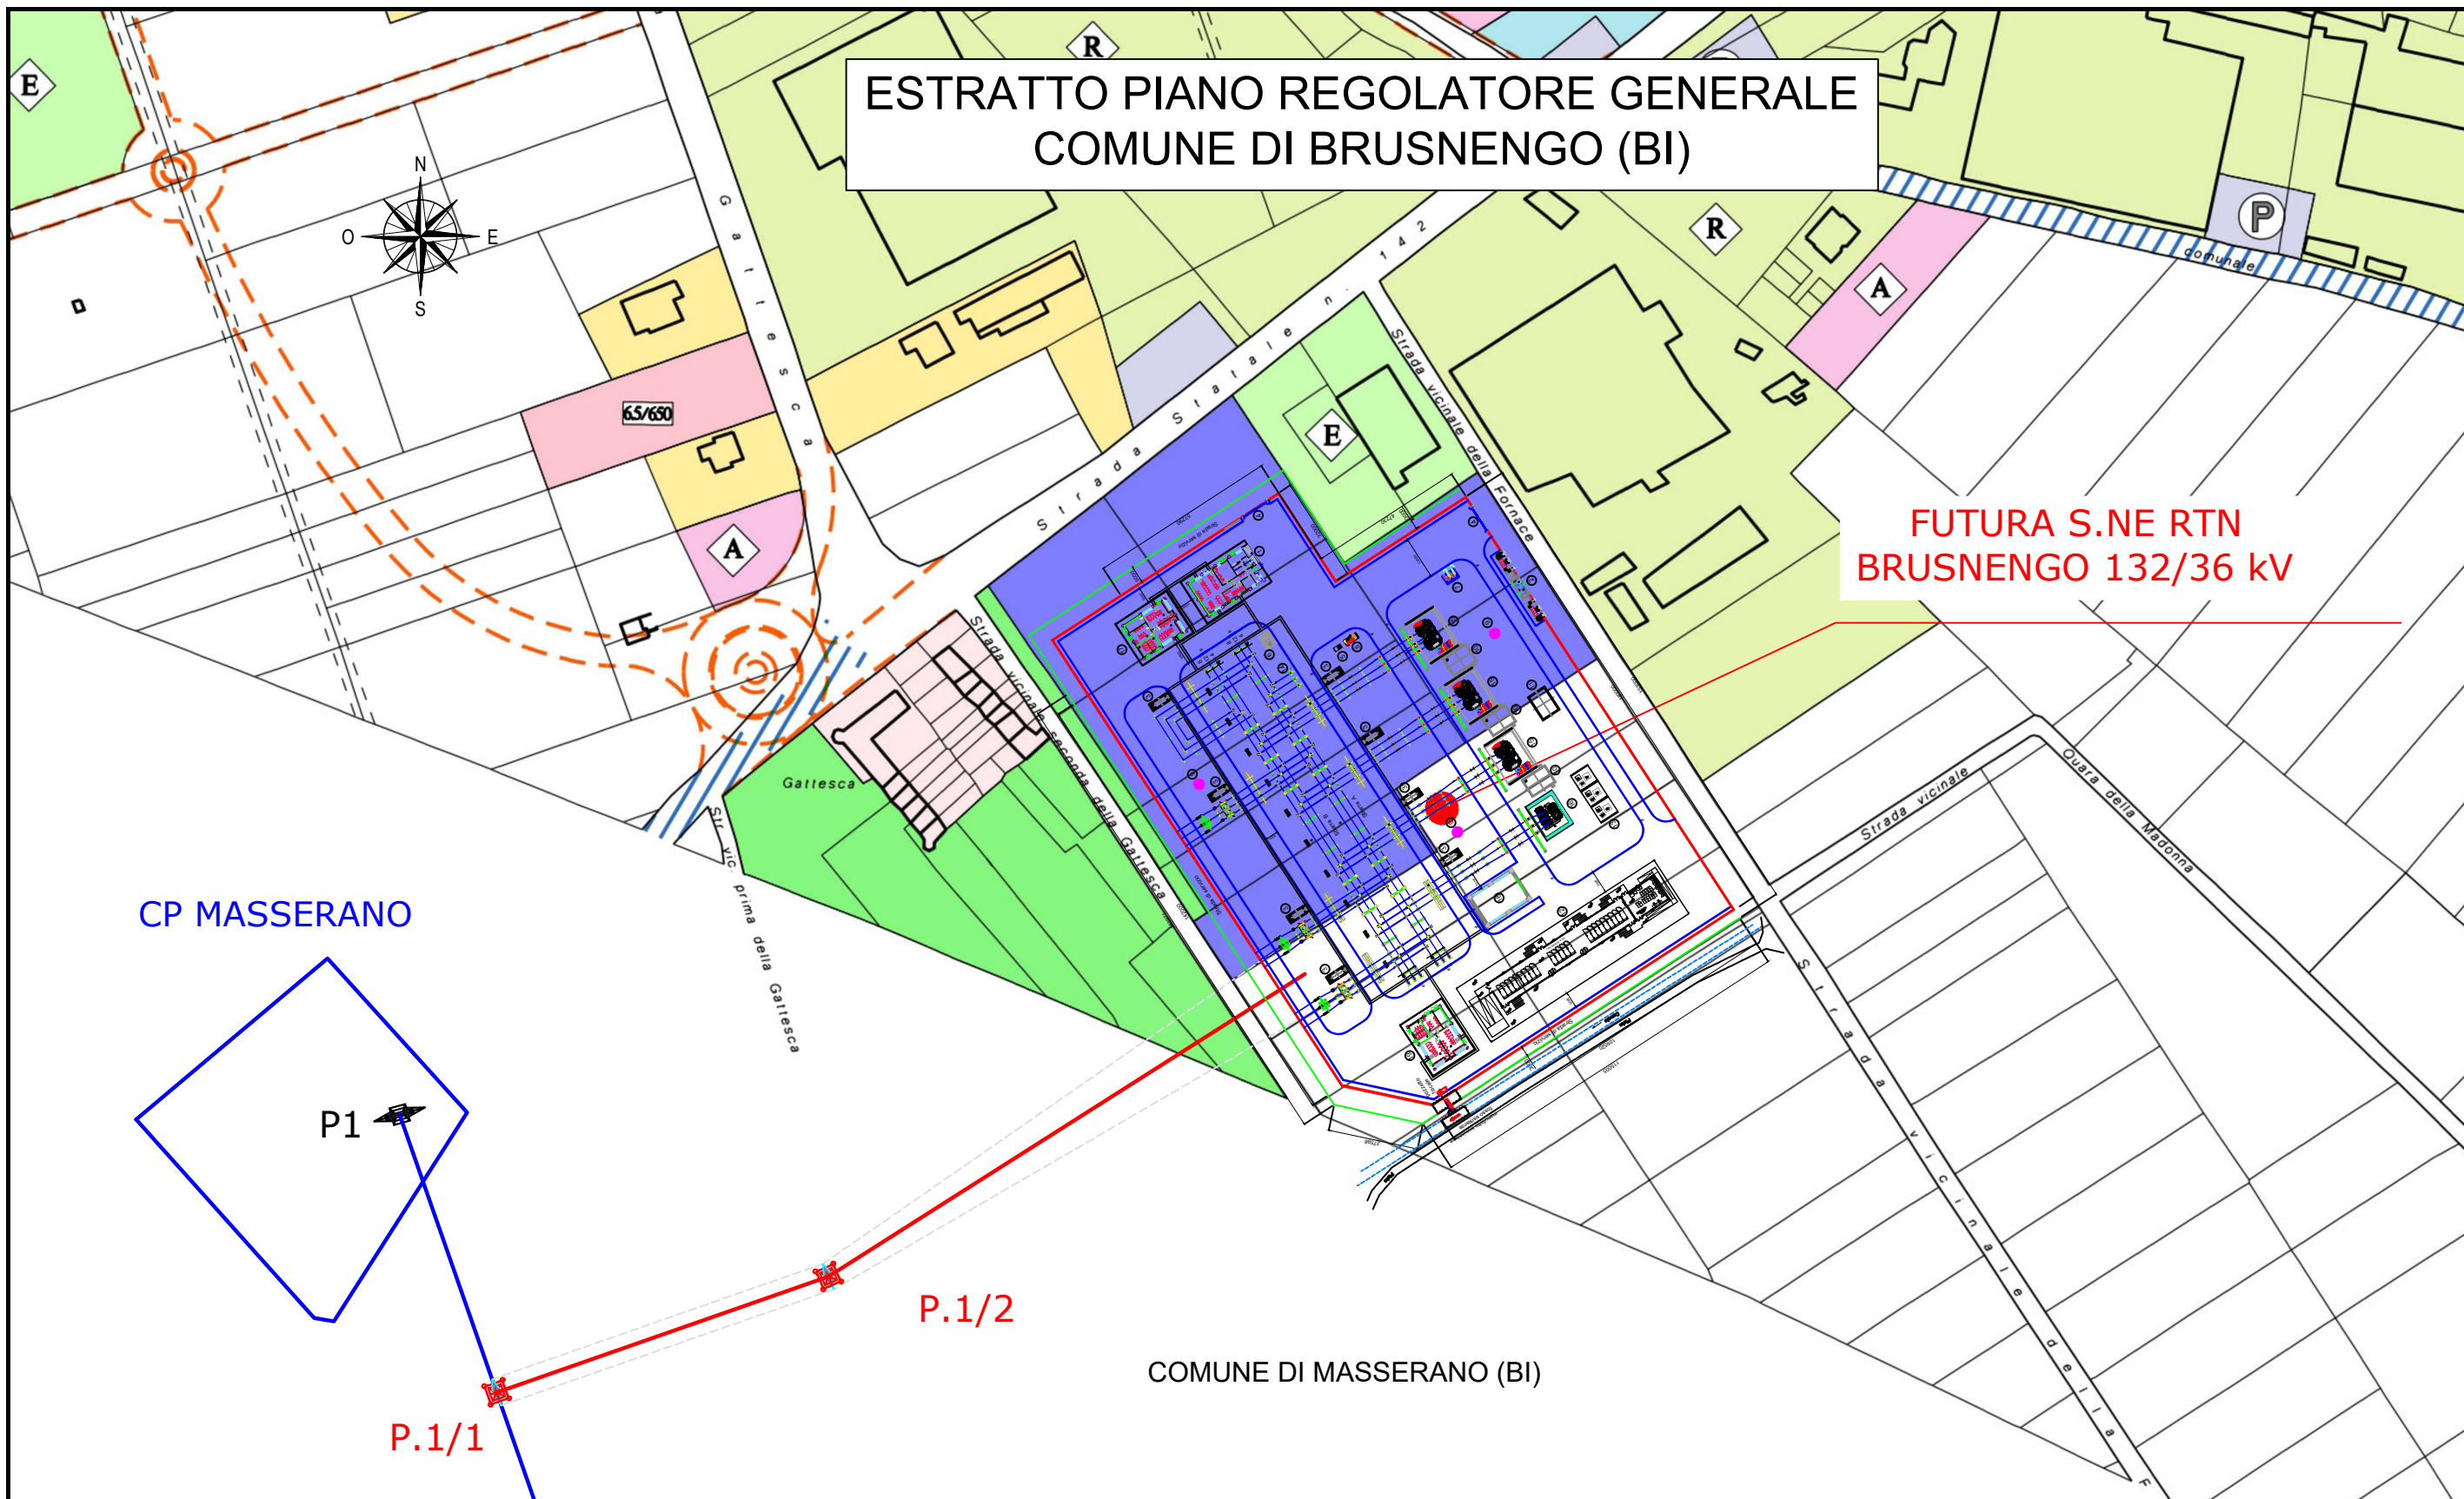 ESTRATTO PIANO REGOLATORE GENERALE
COMUNE DI BRUSNENGO (BI)
E
R
N
O
E
S
Gattesca
Strada Statale n. 142
R
A
P
comunale
65/650
A
E
Strada vicinale della Fornace
FUTURA S.NE RTN
BRUSNENGO 132/36 kV
Strada vicinale seconda della Gattesca
Gattesca
Str. vic. prima della Gattesca
Strada vicinale
Quara della Madonna
CP MASSERANO
P1
P.1/2
P.1/1
COMUNE DI MASSERANO (BI)
Strada vicinale della F